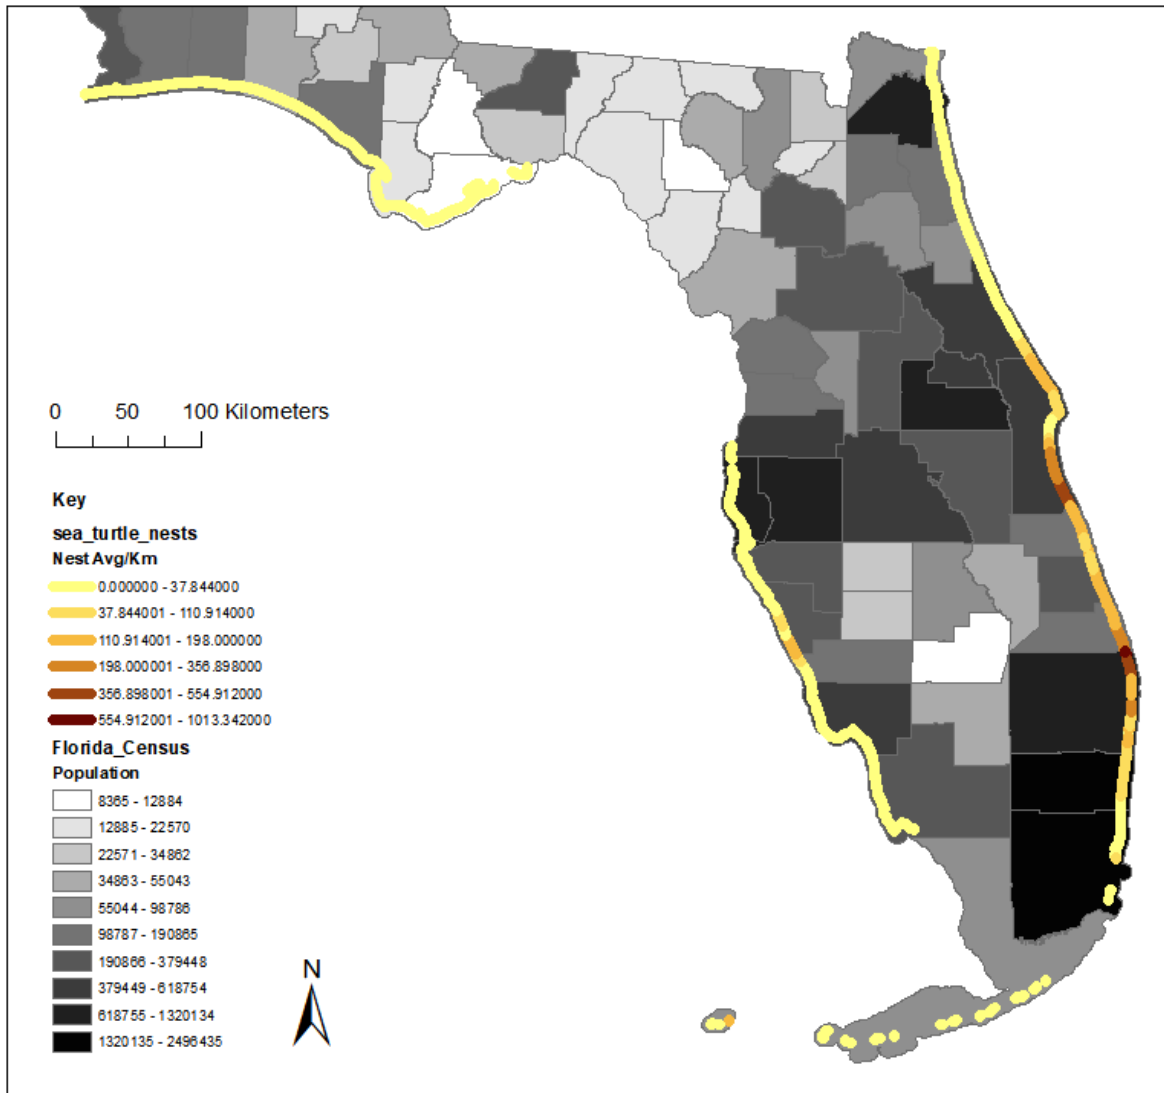 0 50 100 Kilometers
Key
sea_turtle_nests
Nest Avg/Km
0.000000 - 37.844000
37.844001 - 110.914000
110.914001 - 198.000000
198.000001 - 356.898000
356.898001 - 554.912000
554.912001 - 1013.342000
Florida_Census
Population
8365 - 12884
12885 - 22570
22571 - 34862
34863 - 55043
55044 - 98786
98787 - 190865
190866 - 379448
379449 - 618754
618755 - 1320134
1320135 - 2496435
N